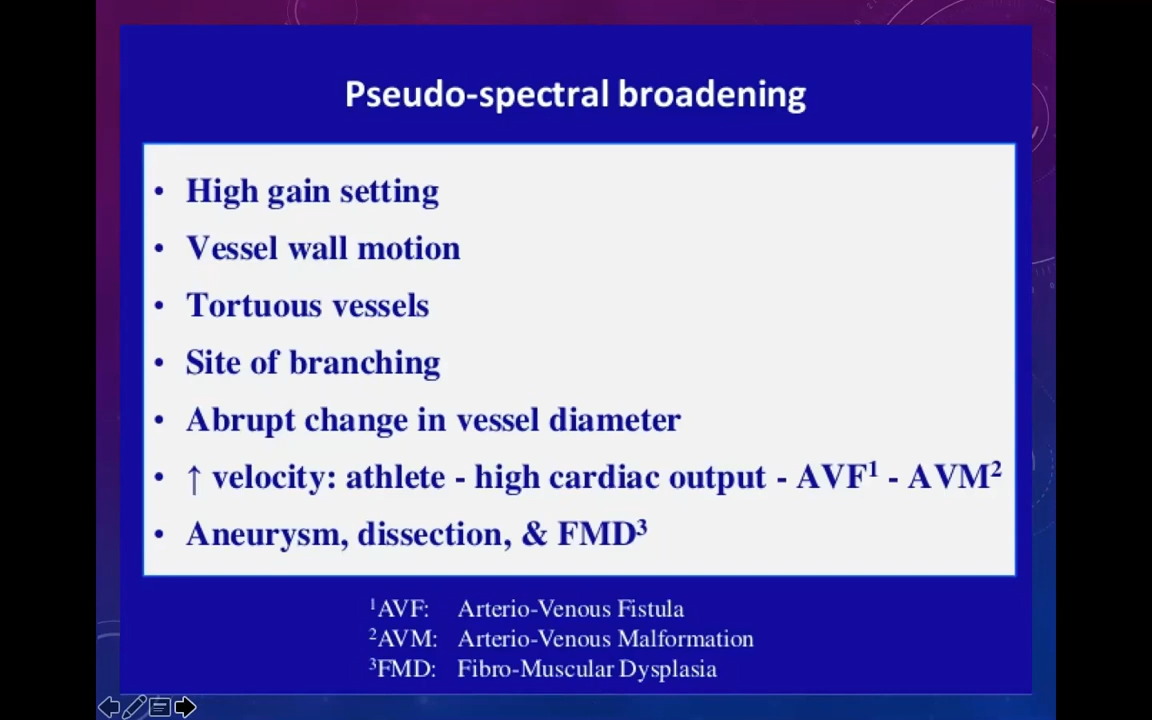 Pseudo-spectral broadening
• High gain setting
• Vessel wall motion
• Tortuous vessels
• Site of branching
• Abrupt change in vessel diameter
• ↑ velocity: athlete - high cardiac output - AVF¹ - AVM²
• Aneurysm, dissection, & FMD³
¹AVF: Arterio-Venous Fistula
²AVM: Arterio-Venous Malformation
³FMD: Fibro-Muscular Dysplasia